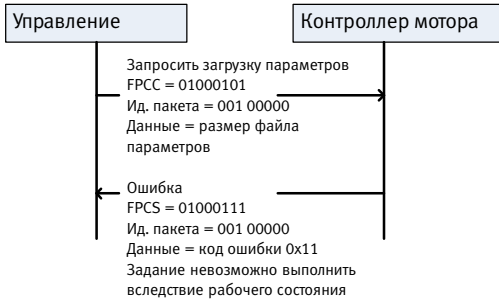 Управление
Контроллер мотора
Запросить загрузку параметров
FPCC = 01000101
Ид. пакета = 001 00000
Данные = размер файла
параметров
Ошибка
FPCS = 01000111
Ид. пакета = 001 00000
Данные = код ошибки 0x11
Задание невозможно выполнить
вследствие рабочего состояния